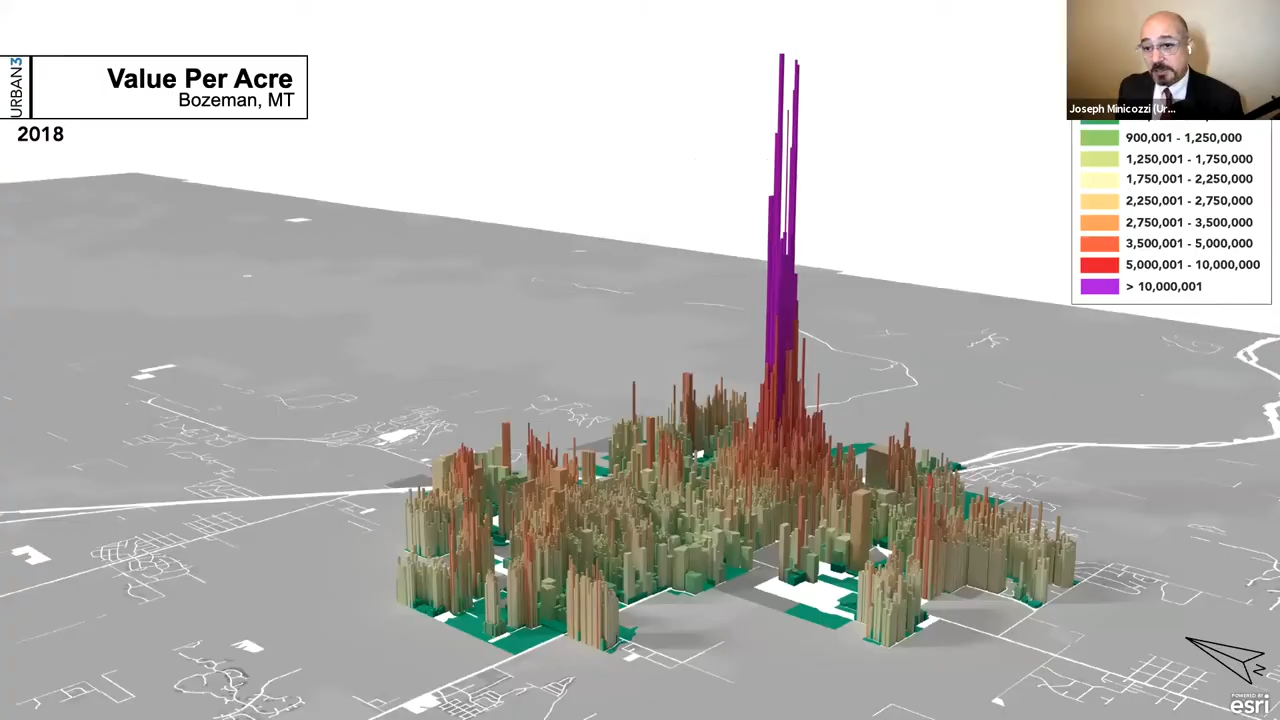 URBAN3
Value Per Acre
Bozeman, MT
2018
Joseph Minicozzi (Ur...
900,001 - 1,250,000
1,250,001 - 1,750,000
1,750,001 - 2,250,000
2,250,001 - 2,750,000
2,750,001 - 3,500,000
3,500,001 - 5,000,000
5,000,001 - 10,000,000
> 10,000,001
N
POWERED BY
esri